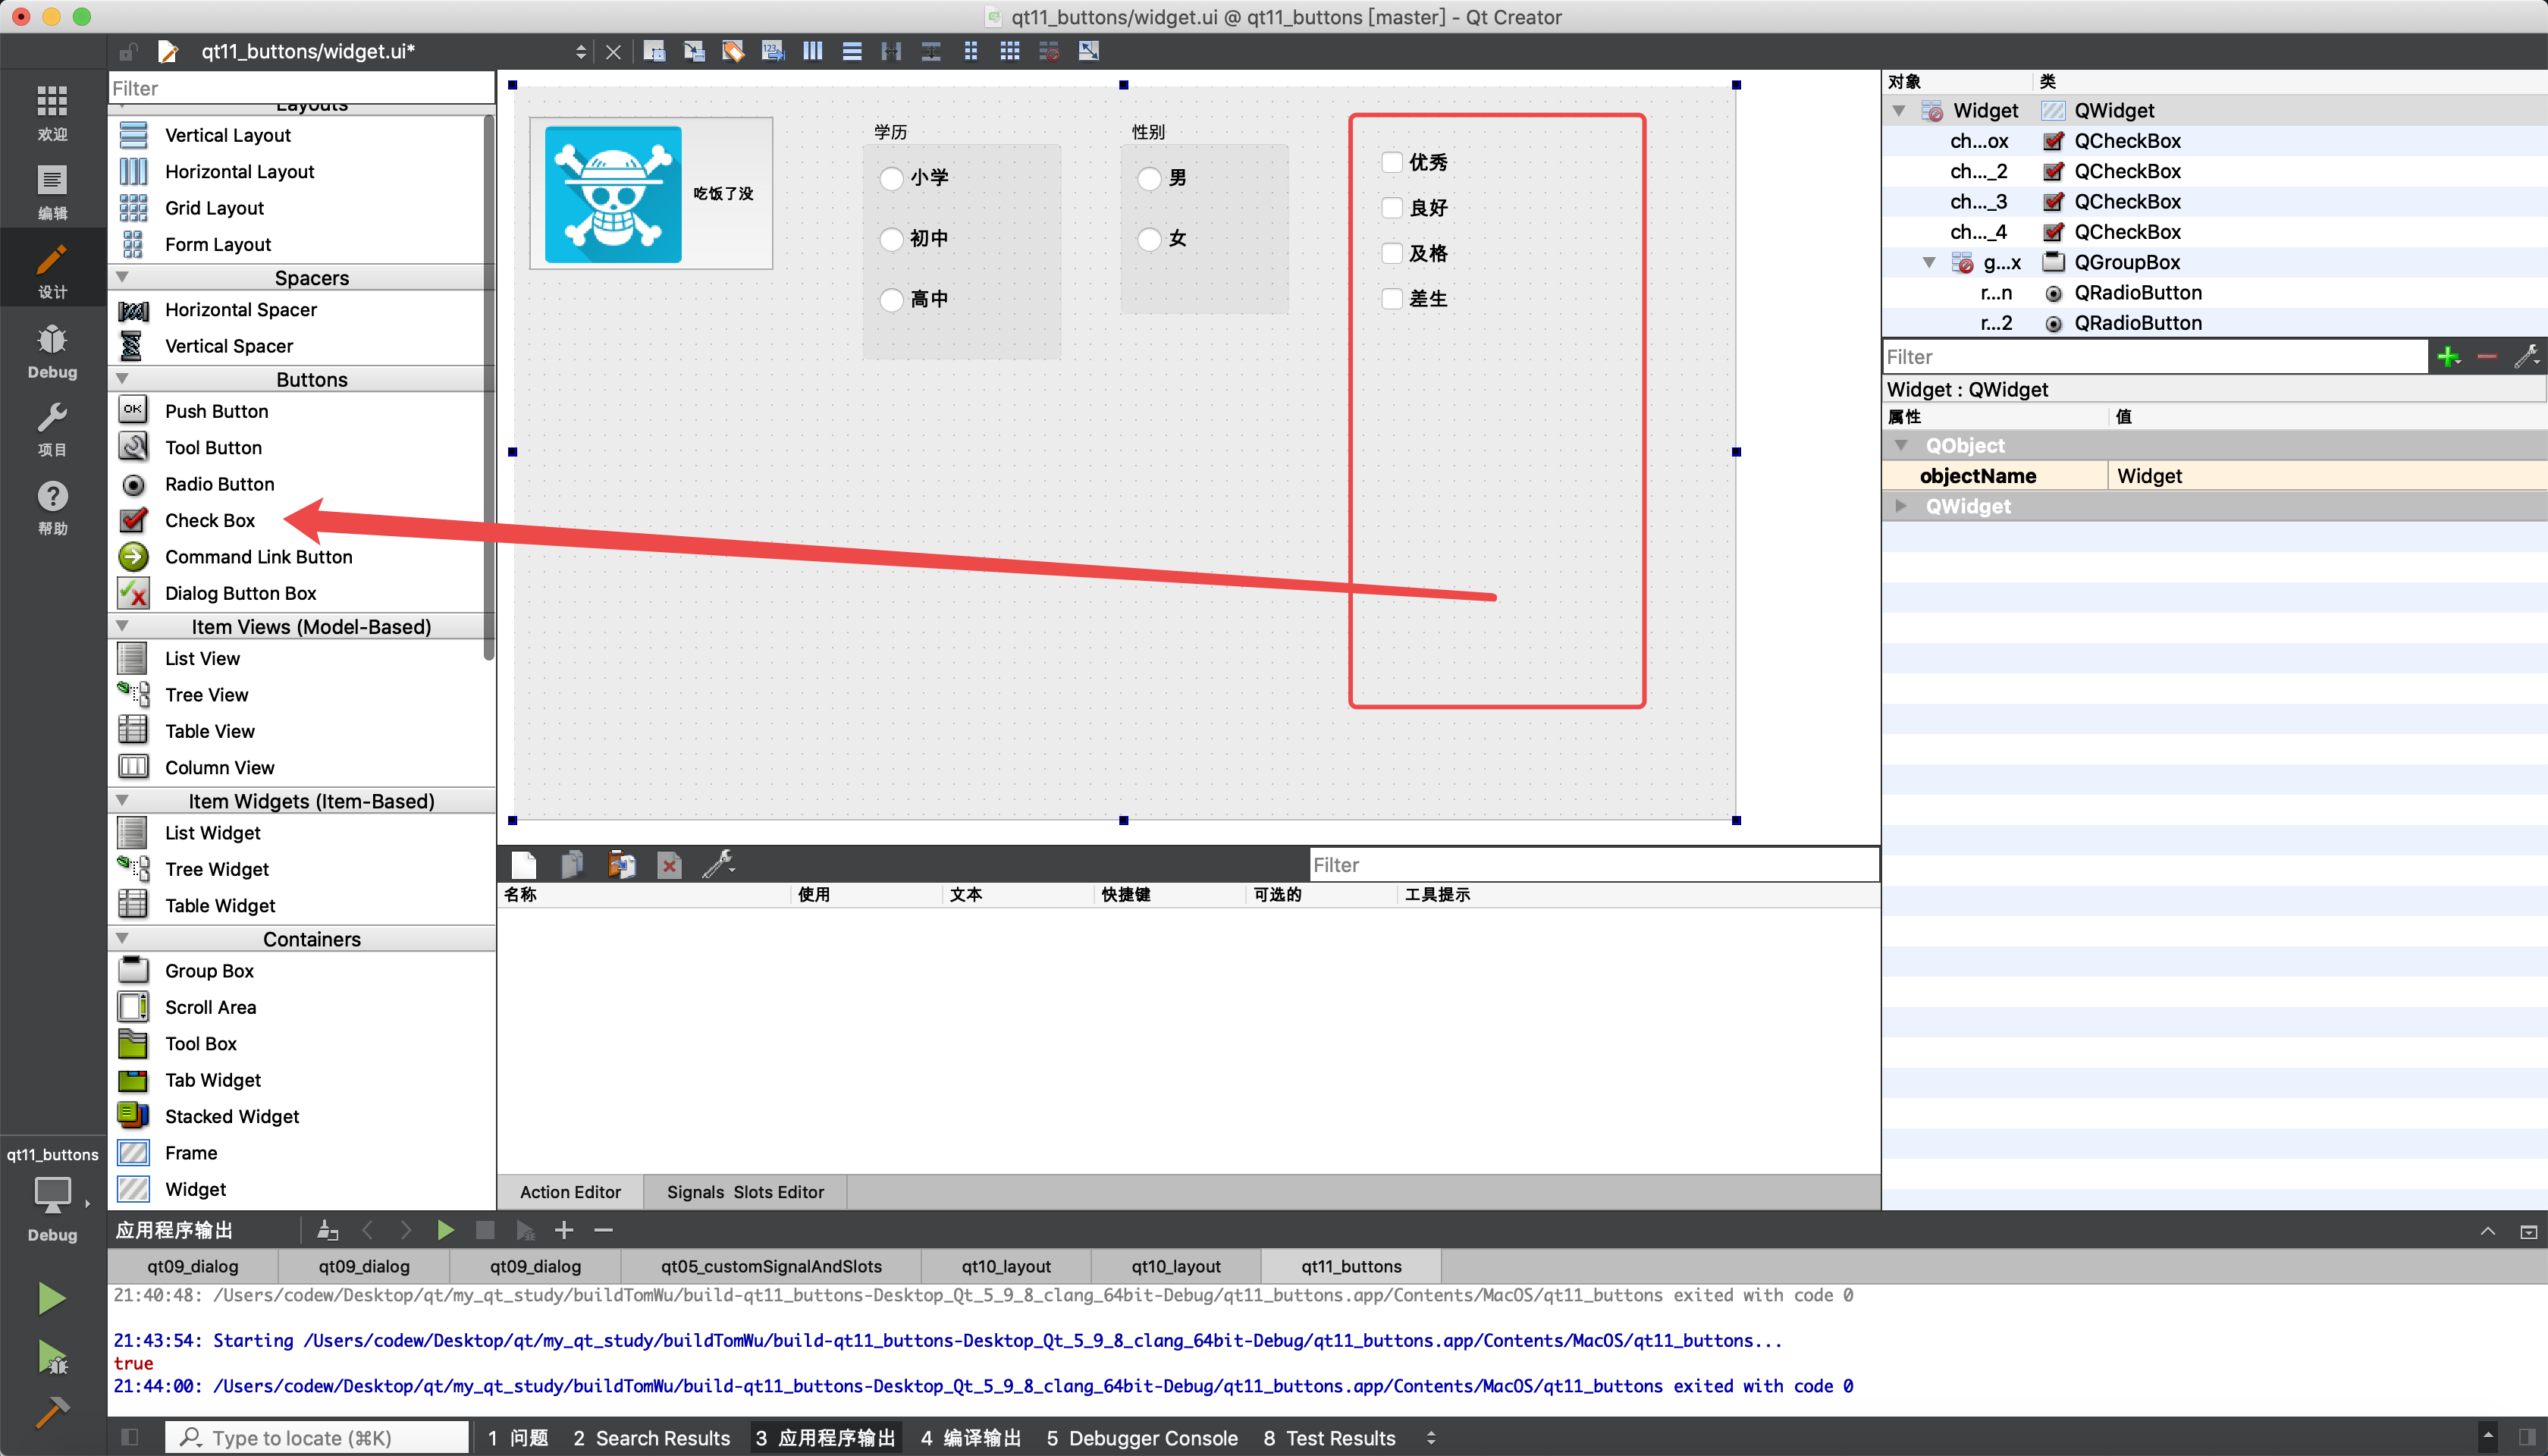 qt11_buttons/widget.ui @ qt11_buttons [master] - Qt Creator
qt11_buttons/widget.ui*
欢迎
编辑
设计
Debug
项目
帮助
qt11_buttons
Debug
Filter
Layouts
Vertical Layout
Horizontal Layout
Grid Layout
Form Layout
Spacers
Horizontal Spacer
Vertical Spacer
Buttons
OK
Push Button
Tool Button
Radio Button
Check Box
Command Link Button
Dialog Button Box
Item Views (Model-Based)
List View
Tree View
Table View
Column View
Item Widgets (Item-Based)
List Widget
Tree Widget
Table Widget
Containers
Group Box
Scroll Area
Tool Box
Tab Widget
Stacked Widget
Frame
Widget
吃饭了没
学历
小学
初中
高中
性别
男
女
优秀
良好
及格
差生
Filter
名称 使用 文本 快捷键 可选的 工具提示
Action Editor Signals Slots Editor
对象 类
Widget QWidget
ch...ox QCheckBox
ch..._2 QCheckBox
ch..._3 QCheckBox
ch..._4 QCheckBox
g...x QGroupBox
r...n QRadioButton
r...2 QRadioButton
Filter
Widget : QWidget
属性 值
QObject
objectName Widget
QWidget
应用程序输出
qt09_dialog qt09_dialog qt09_dialog qt05_customSignalAndSlots qt10_layout qt10_layout qt11_buttons
21:40:48: /Users/codew/Desktop/qt/my_qt_study/buildTomWu/build-qt11_buttons-Desktop_Qt_5_9_8_clang_64bit-Debug/qt11_buttons.app/Contents/MacOS/qt11_buttons exited with code 0
21:43:54: Starting /Users/codew/Desktop/qt/my_qt_study/buildTomWu/build-qt11_buttons-Desktop_Qt_5_9_8_clang_64bit-Debug/qt11_buttons.app/Contents/MacOS/qt11_buttons...
true
21:44:00: /Users/codew/Desktop/qt/my_qt_study/buildTomWu/build-qt11_buttons-Desktop_Qt_5_9_8_clang_64bit-Debug/qt11_buttons.app/Contents/MacOS/qt11_buttons exited with code 0
Type to locate (⌘K) 1 问题 2 Search Results 3 应用程序输出 4 编译输出 5 Debugger Console 8 Test Results